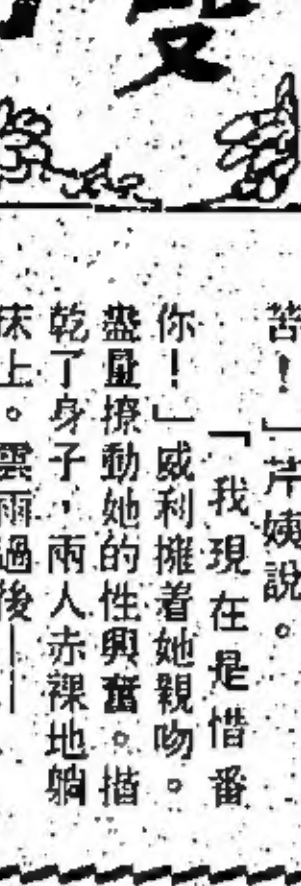 苦！」芹姨說。
「我現在是惜番
你！」威利擁着她親吻。
盡量撩動她的性興奮。揩
乾了身子，兩人赤裸地躺
床上。雲雨過後——